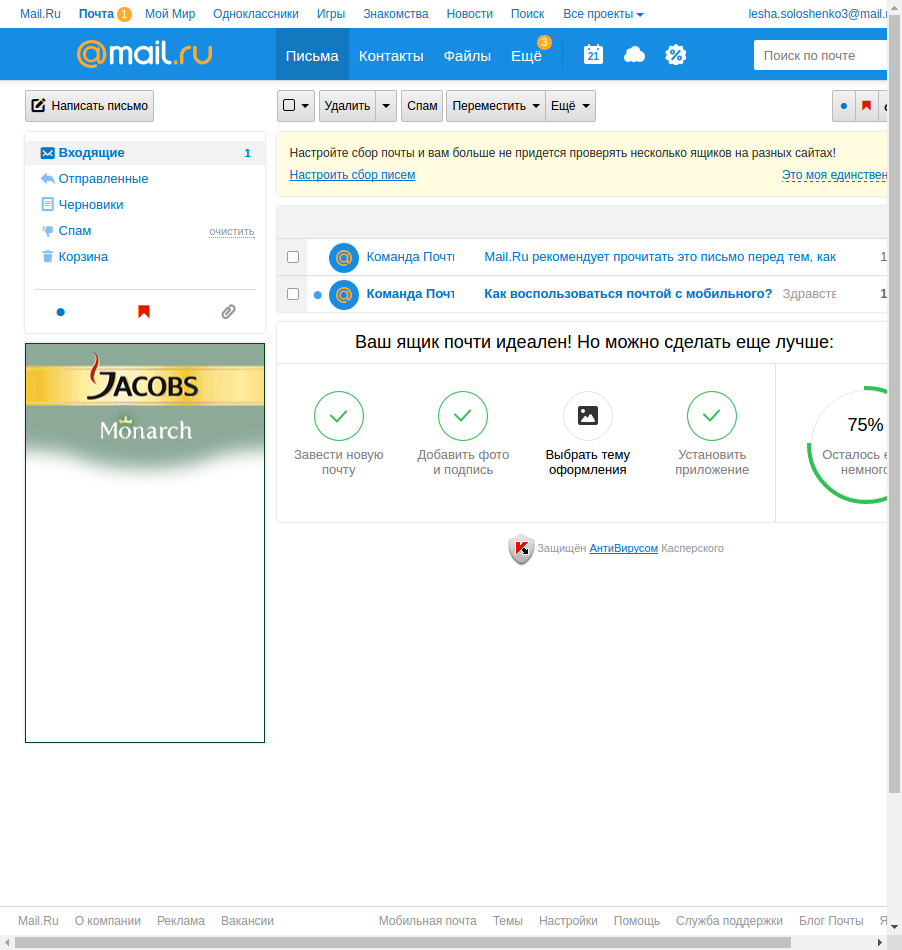 Mail.Ru Почта 1 Мой Мир Одноклассники Игры Знакомства Новости Поиск Все проекты lesha.soloshenko3@mail.
@mail.ru Письма Контакты Файлы Ещё 3 21 Поиск по почте
Написать письмо Удалить Спам Переместить Ещё
Входящие 1
Отправленные
Черновики
Спам очистить
Корзина
Настройте сбор почты и вам больше не придется проверять несколько ящиков на разных сайтах!
Настроить сбор писем Это моя единствен
Команда Почт Mail.Ru рекомендует прочитать это письмо перед тем, как 1
Команда Почт Как воспользоваться почтой с мобильного? Здравств 1
Ваш ящик почти идеален! Но можно сделать еще лучше:
Завести новую
почту
Добавить фото
и подпись
Выбрать тему
оформления
Установить
приложение
75%
Осталось е
немного
JACOBS
Monarch
Защищён АнтиВирусом Касперского
Mail.Ru О компании Реклама Вакансии Мобильная почта Темы Настройки Помощь Служба поддержки Блог Почты Я